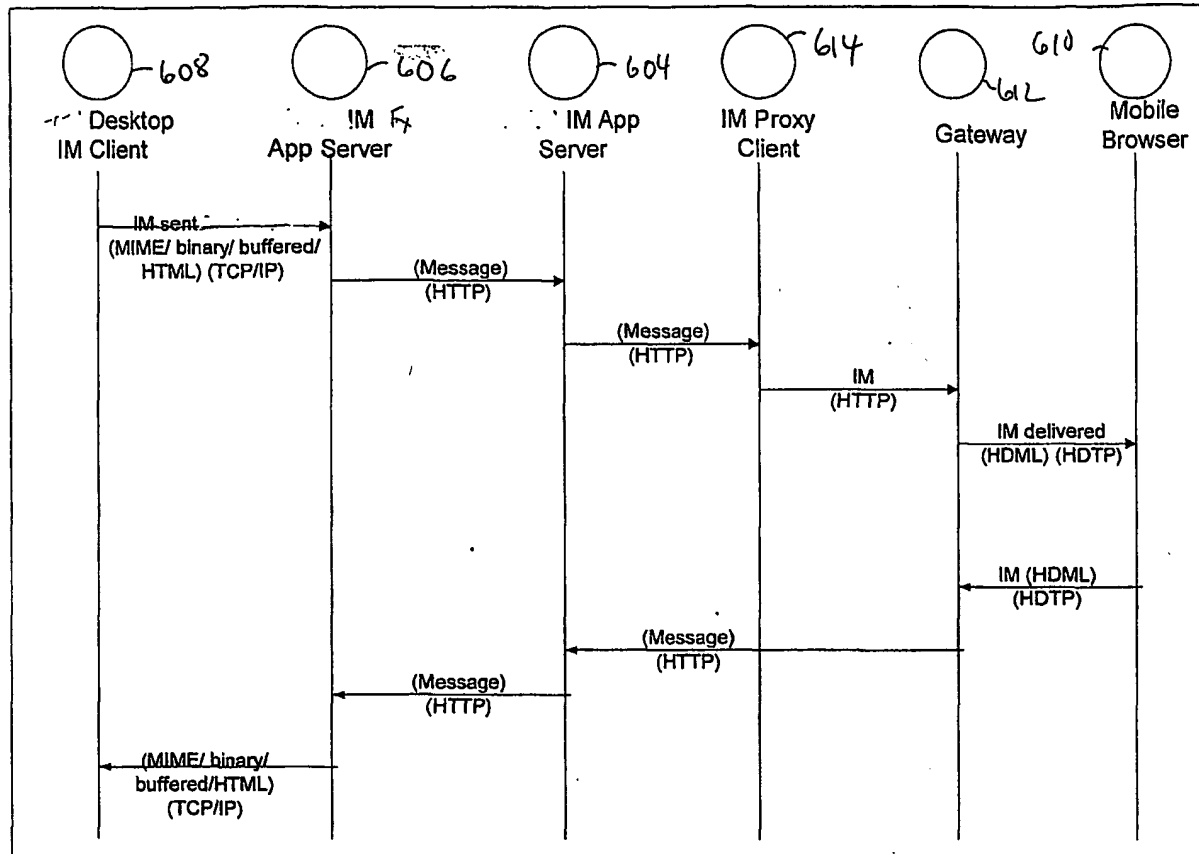 608
606
604
614
612
610
Desktop
IM Client
IM Fx
App Server
IM App
Server
IM Proxy
Client
Gateway
Mobile
Browser
IM sent
(MIME/ binary/ buffered/
HTML) (TCP/IP)
(Message)
(HTTP)
(Message)
(HTTP)
IM
(HTTP)
IM delivered
(HDML) (HDTP)
IM (HDML)
(HDTP)
(Message)
(HTTP)
(Message)
(HTTP)
(MIME/ binary/
buffered/HTML)
(TCP/IP)